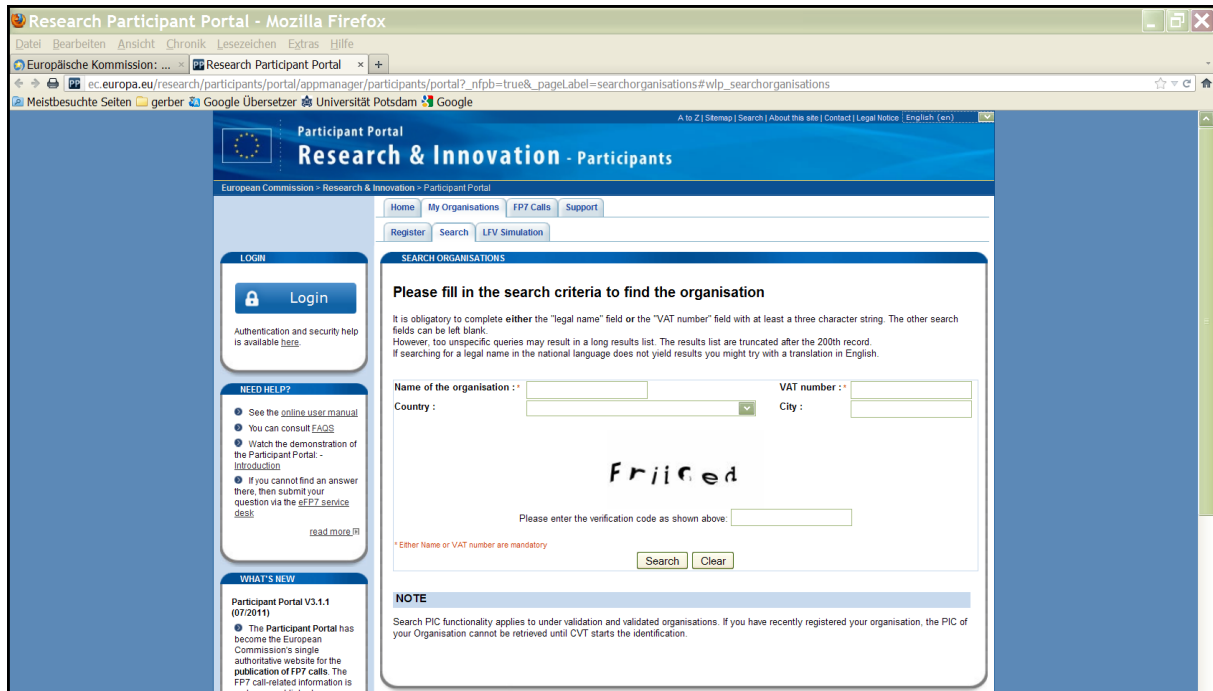 Research Participant Portal - Mozilla Firefox
Datei Bearbeiten Ansicht Chronik Lesezeichen Extras Hilfe
Europäische Kommission: ... × PP Research Participant Portal × +
PP ec.europa.eu/research/participants/portal/appmanager/participants/portal?_nfpb=true&_pageLabel=searchorganisations#wlp_searchorganisations
Meistbesuchte Seiten gerber Google Übersetzer Universität Potsdam Google
A to Z | Sitemap | Search | About this site | Contact | Legal Notice English (en)
Participant Portal
Research & Innovation - Participants
European Commission > Research & Innovation > Participant Portal
Home My Organisations FP7 Calls Support
Register Search LFV Simulation
LOGIN
Login
Authentication and security help
is available here.
NEED HELP?
See the online user manual
You can consult FAQS
Watch the demonstration of
the Participant Portal: -
Introduction
If you cannot find an answer
there, then submit your
question via the eFP7 service
desk
read more
WHAT'S NEW
Participant Portal V3.1.1
(07/2011)
The Participant Portal has
become the European
Commission's single
authoritative website for the
publication of FP7 calls. The
FP7 call-related information is
SEARCH ORGANISATIONS
Please fill in the search criteria to find the organisation
It is obligatory to complete either the "legal name" field or the "VAT number" field with at least a three character string. The other search
fields can be left blank.
However, too unspecific queries may result in a long results list. The results list are truncated after the 200th record.
If searching for a legal name in the national language does not yield results you might try with a translation in English.
Name of the organisation : * VAT number : *
Country : City :
Please enter the verification code as shown above:
* Either Name or VAT number are mandatory
Search Clear
NOTE
Search PIC functionality applies to under validation and validated organisations. If you have recently registered your organisation, the PIC of
your Organisation cannot be retrieved until CVT starts the identification.